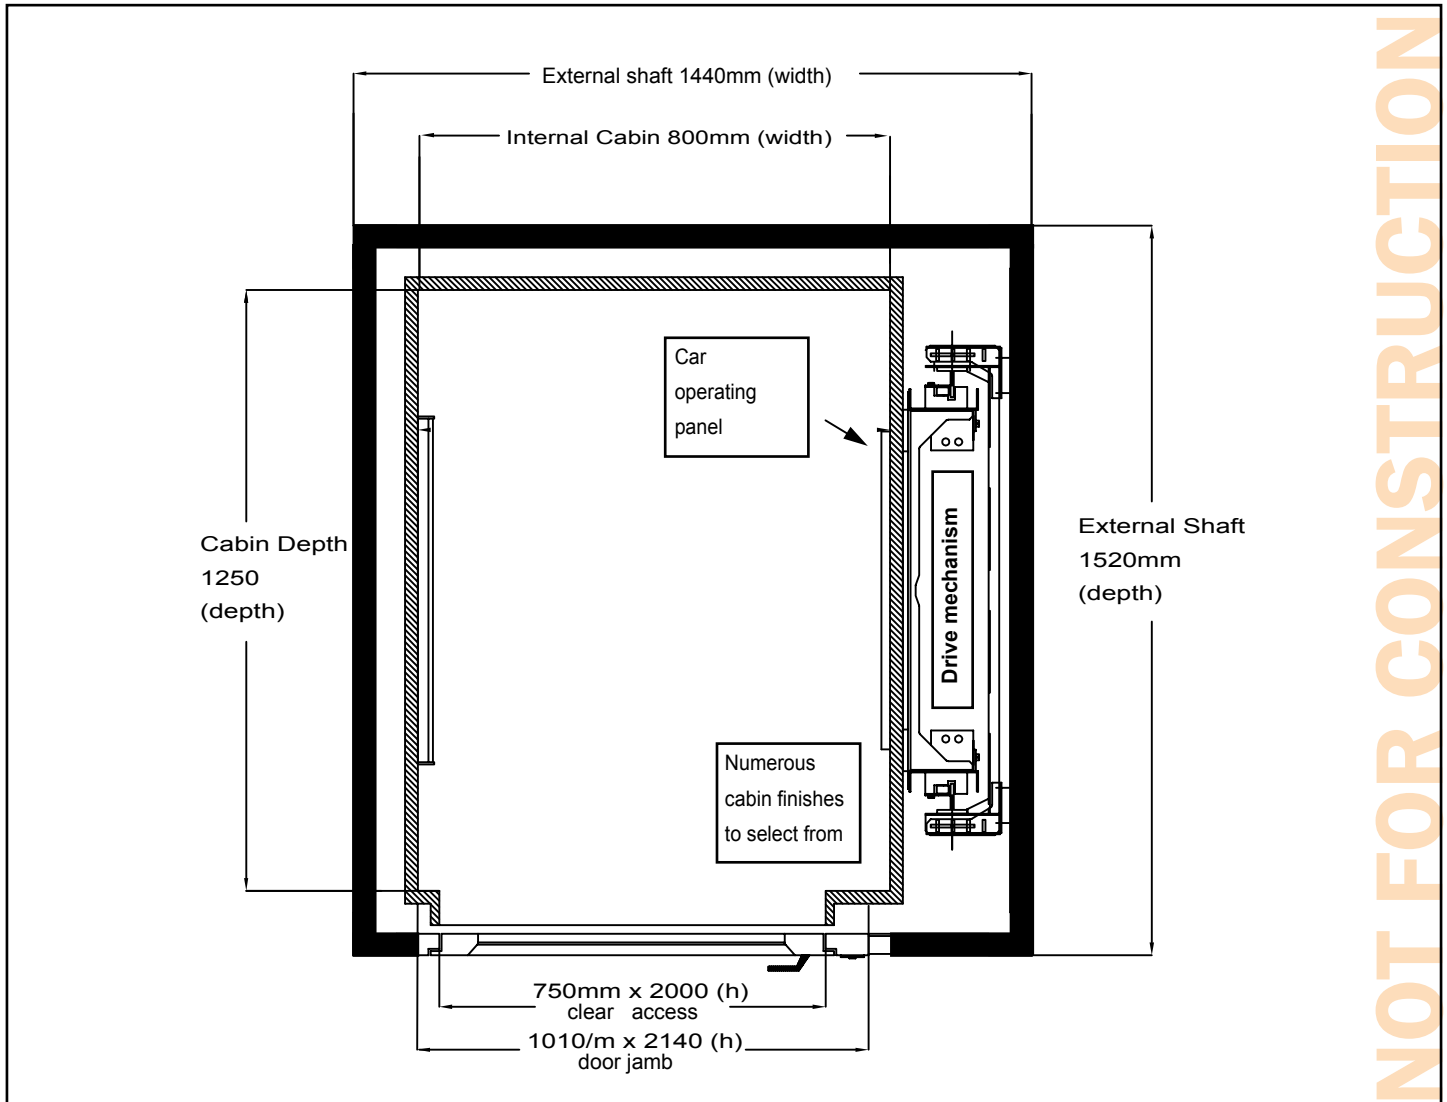 External shaft 1440mm (width)
Internal Cabin 800mm (width)
Car
operating
panel
Cabin Depth
1250
(depth)
Drive mechanism
External Shaft
1520mm
(depth)
Numerous
cabin finishes
to select from
750mm x 2000 (h)
clear access
1010/m x 2140 (h)
door jamb
NOT FOR CONSTRUCTION